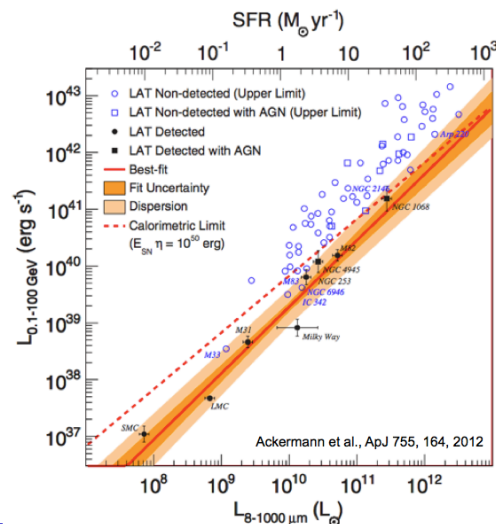 SFR (M⊙ yr⁻¹)
10⁻² 10⁻¹ 1 10 10² 10³
10⁴³
10⁴²
10⁴¹
10⁴⁰
10³⁹
10³⁸
10³⁷
L0.1-100 GeV (erg s⁻¹)
LAT Non-detected (Upper Limit)
LAT Non-detected with AGN (Upper Limit)
LAT Detected
LAT Detected with AGN
Best-fit
Fit Uncertainty
Dispersion
Calorimetric Limit
(ESN η = 10⁵⁰ erg)
Arp 220
NGC 2146
NGC 1068
M82
NGC 4945
M83
NGC 253
NGC 6946
IC 342
M31
Milky Way
M33
LMC
SMC
Ackermann et al., ApJ 755, 164, 2012
10⁸ 10⁹ 10¹⁰ 10¹¹ 10¹²
L8-1000 μm (L⊙)